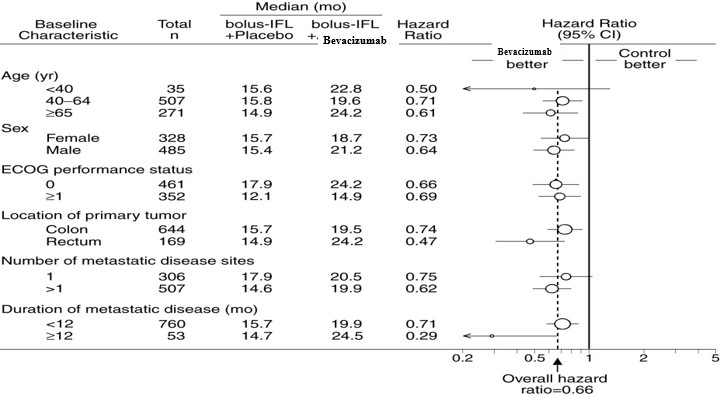 Median (mo)
Baseline Characteristic Total n bolus-IFL +Placebo bolus-IFL +/ Bevacizumab Hazard Ratio Hazard Ratio (95% CI)
Bevacizumab better Control better
Age (yr)
<40 35 15.6 22.8 0.50
40–64 507 15.8 19.6 0.71
≥65 271 14.9 24.2 0.61
Sex
Female 328 15.7 18.7 0.73
Male 485 15.4 21.2 0.64
ECOG performance status
0 461 17.9 24.2 0.66
≥1 352 12.1 14.9 0.69
Location of primary tumor
Colon 644 15.7 19.5 0.74
Rectum 169 14.9 24.2 0.47
Number of metastatic disease sites
1 306 17.9 20.5 0.75
>1 507 14.6 19.9 0.62
Duration of metastatic disease (mo)
<12 760 15.7 19.9 0.71
≥12 53 14.7 24.5 0.29
0.2 0.5 1 2 5
Overall hazard
ratio=0.66